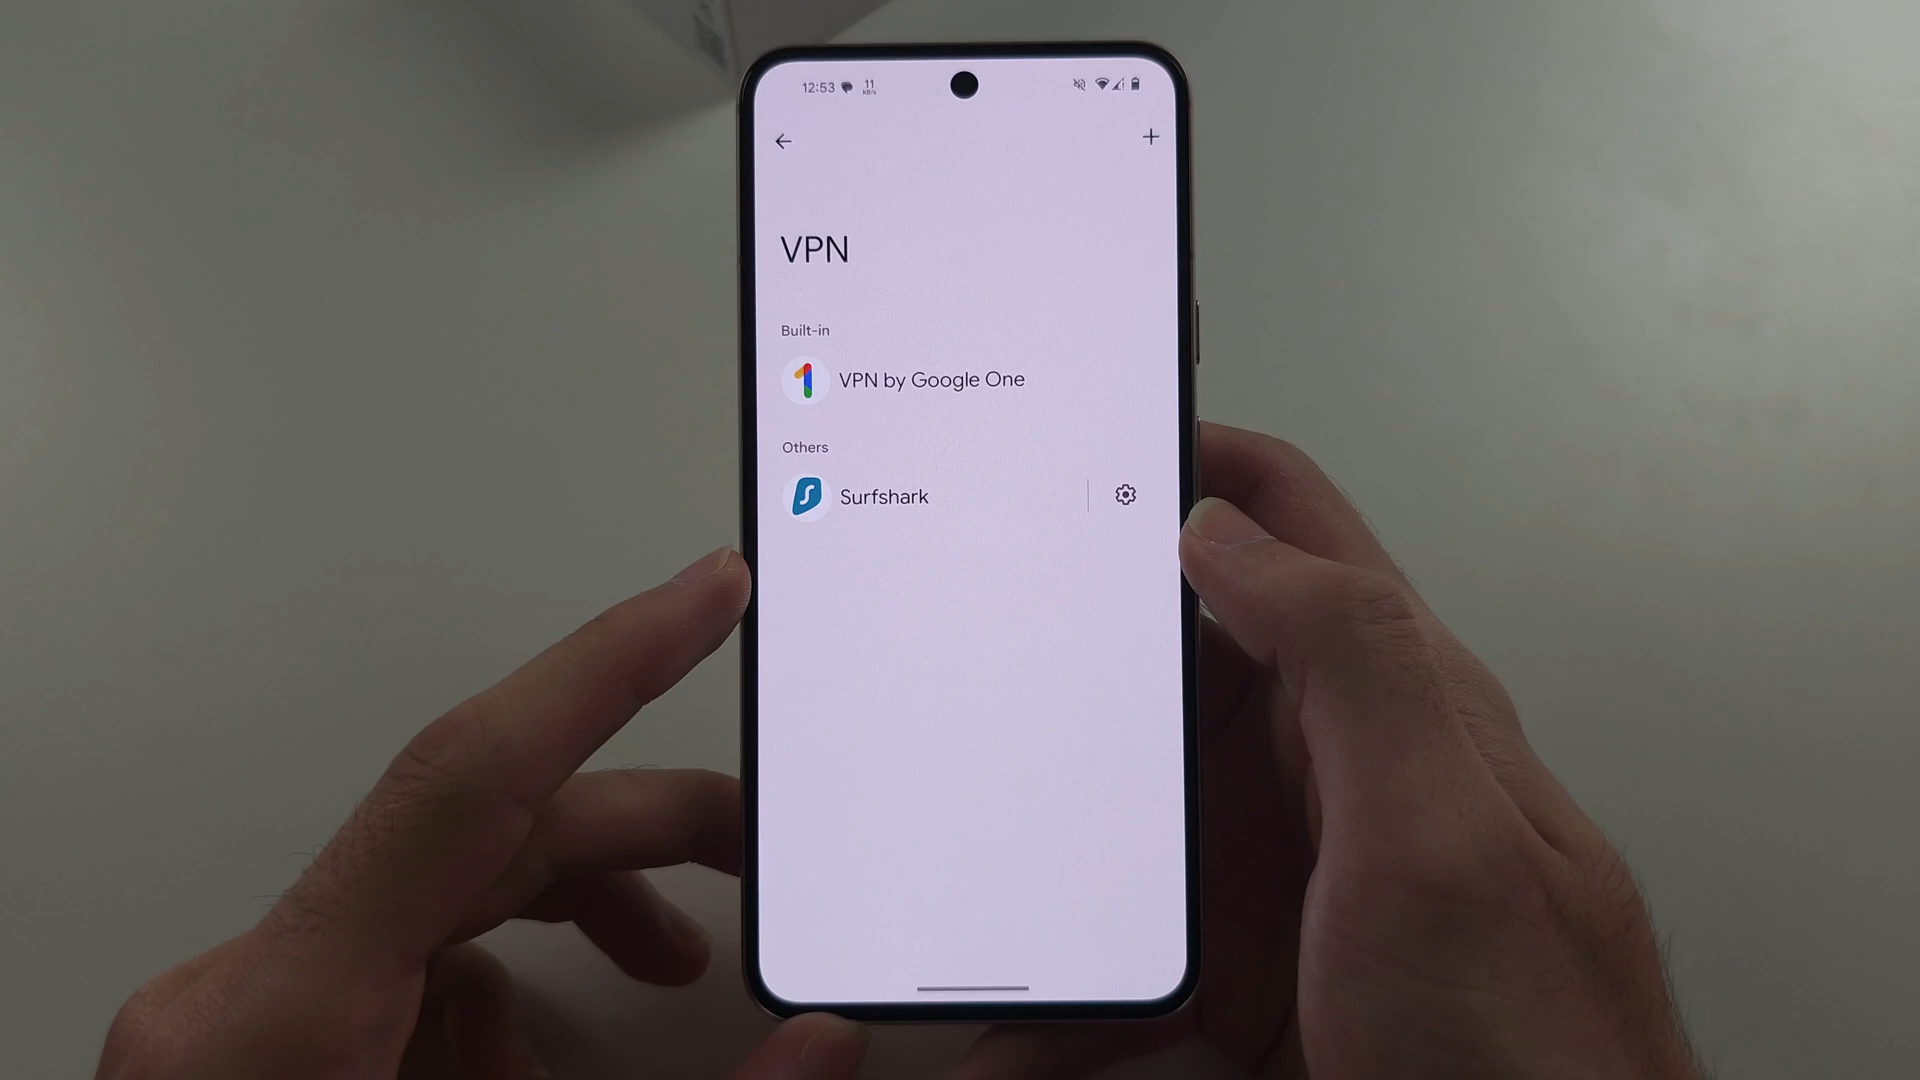 12:53 11 KB/s
VPN
Built-in
VPN by Google One
Others
Surfshark